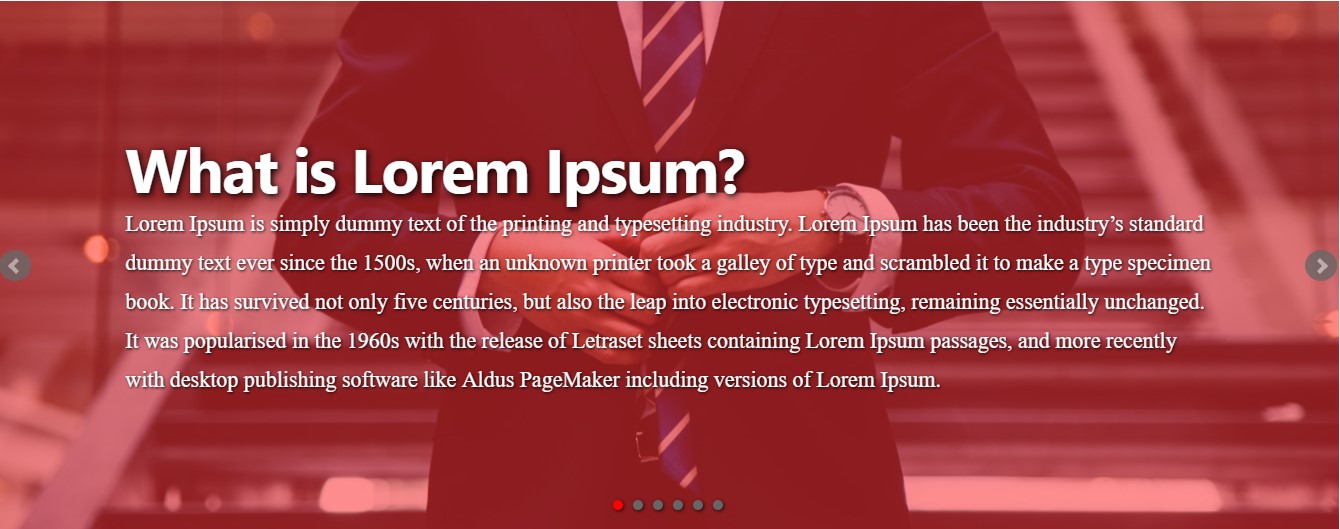 What is Lorem Ipsum?
Lorem Ipsum is simply dummy text of the printing and typesetting industry. Lorem Ipsum has been the industry’s standard
dummy text ever since the 1500s, when an unknown printer took a galley of type and scrambled it to make a type specimen
book. It has survived not only five centuries, but also the leap into electronic typesetting, remaining essentially unchanged.
It was popularised in the 1960s with the release of Letraset sheets containing Lorem Ipsum passages, and more recently
with desktop publishing software like Aldus PageMaker including versions of Lorem Ipsum.